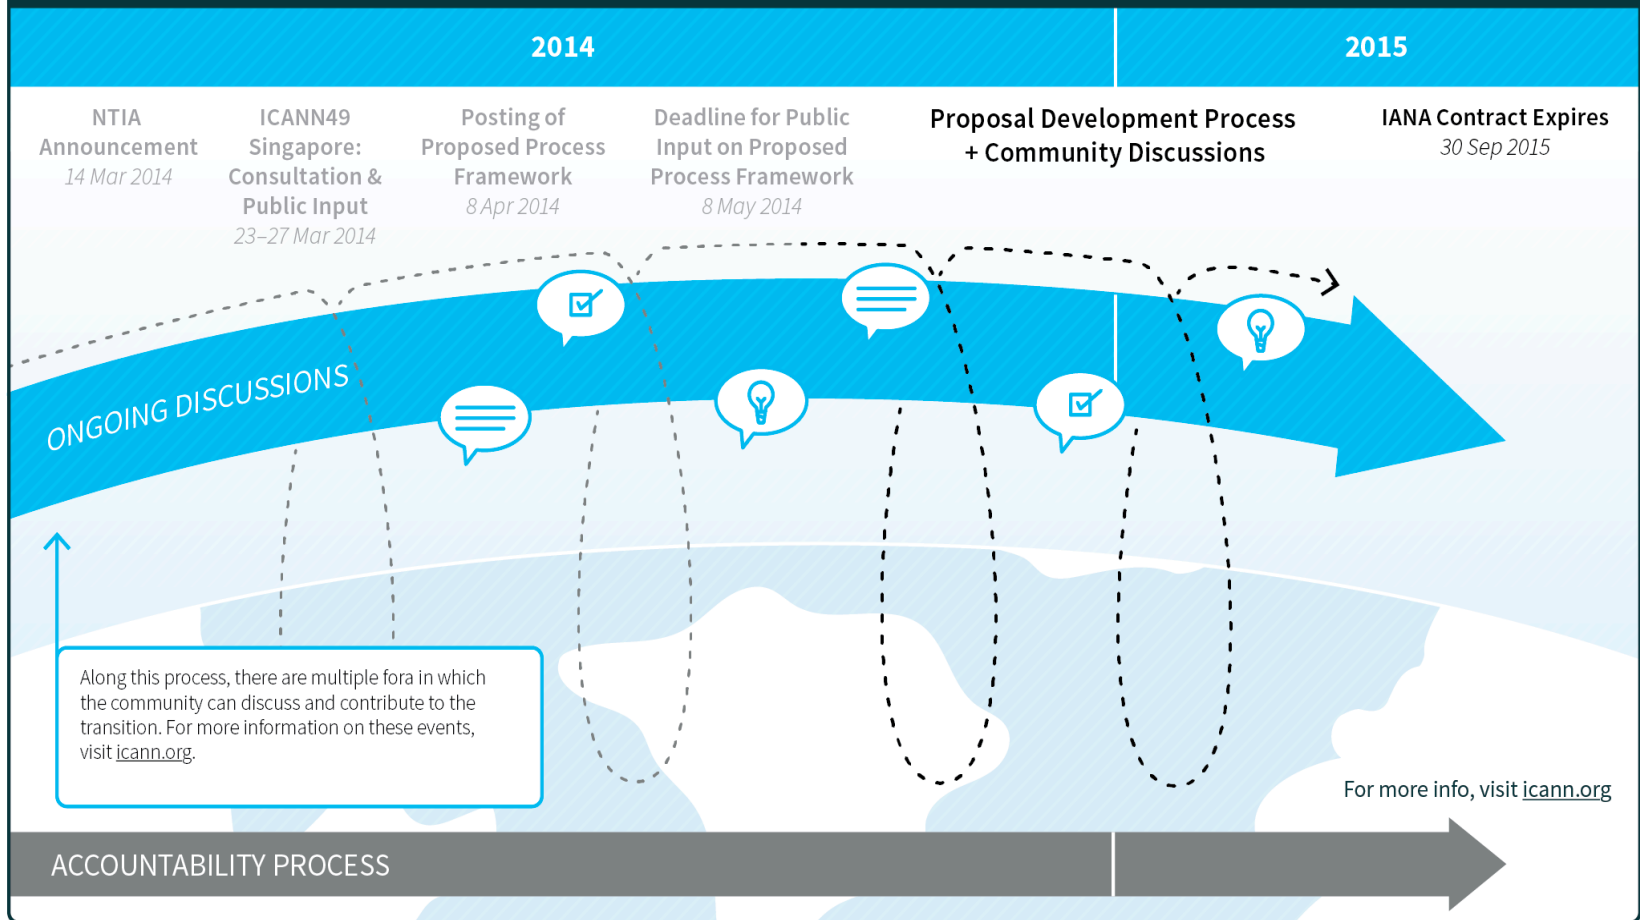 2014
2015
NTIA
Announcement
14 Mar 2014
ICANN49
Singapore:
Consultation &
Public Input
23–27 Mar 2014
Posting of
Proposed Process
Framework
8 Apr 2014
Deadline for Public
Input on Proposed
Process Framework
8 May 2014
Proposal Development Process
+ Community Discussions
IANA Contract Expires
30 Sep 2015
ONGOING DISCUSSIONS
Along this process, there are multiple fora in which
the community can discuss and contribute to the
transition. For more information on these events,
visit icann.org.
For more info, visit icann.org
ACCOUNTABILITY PROCESS